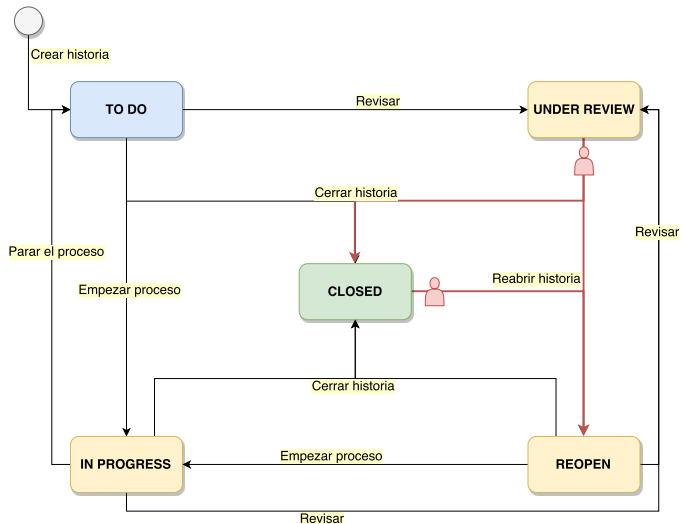 Crear historia
TO DO
Revisar
UNDER REVIEW
Cerrar historia
Revisar
Parar el proceso
Empezar proceso
CLOSED
Reabrir historia
Cerrar historia
IN PROGRESS
Empezar proceso
REOPEN
Revisar